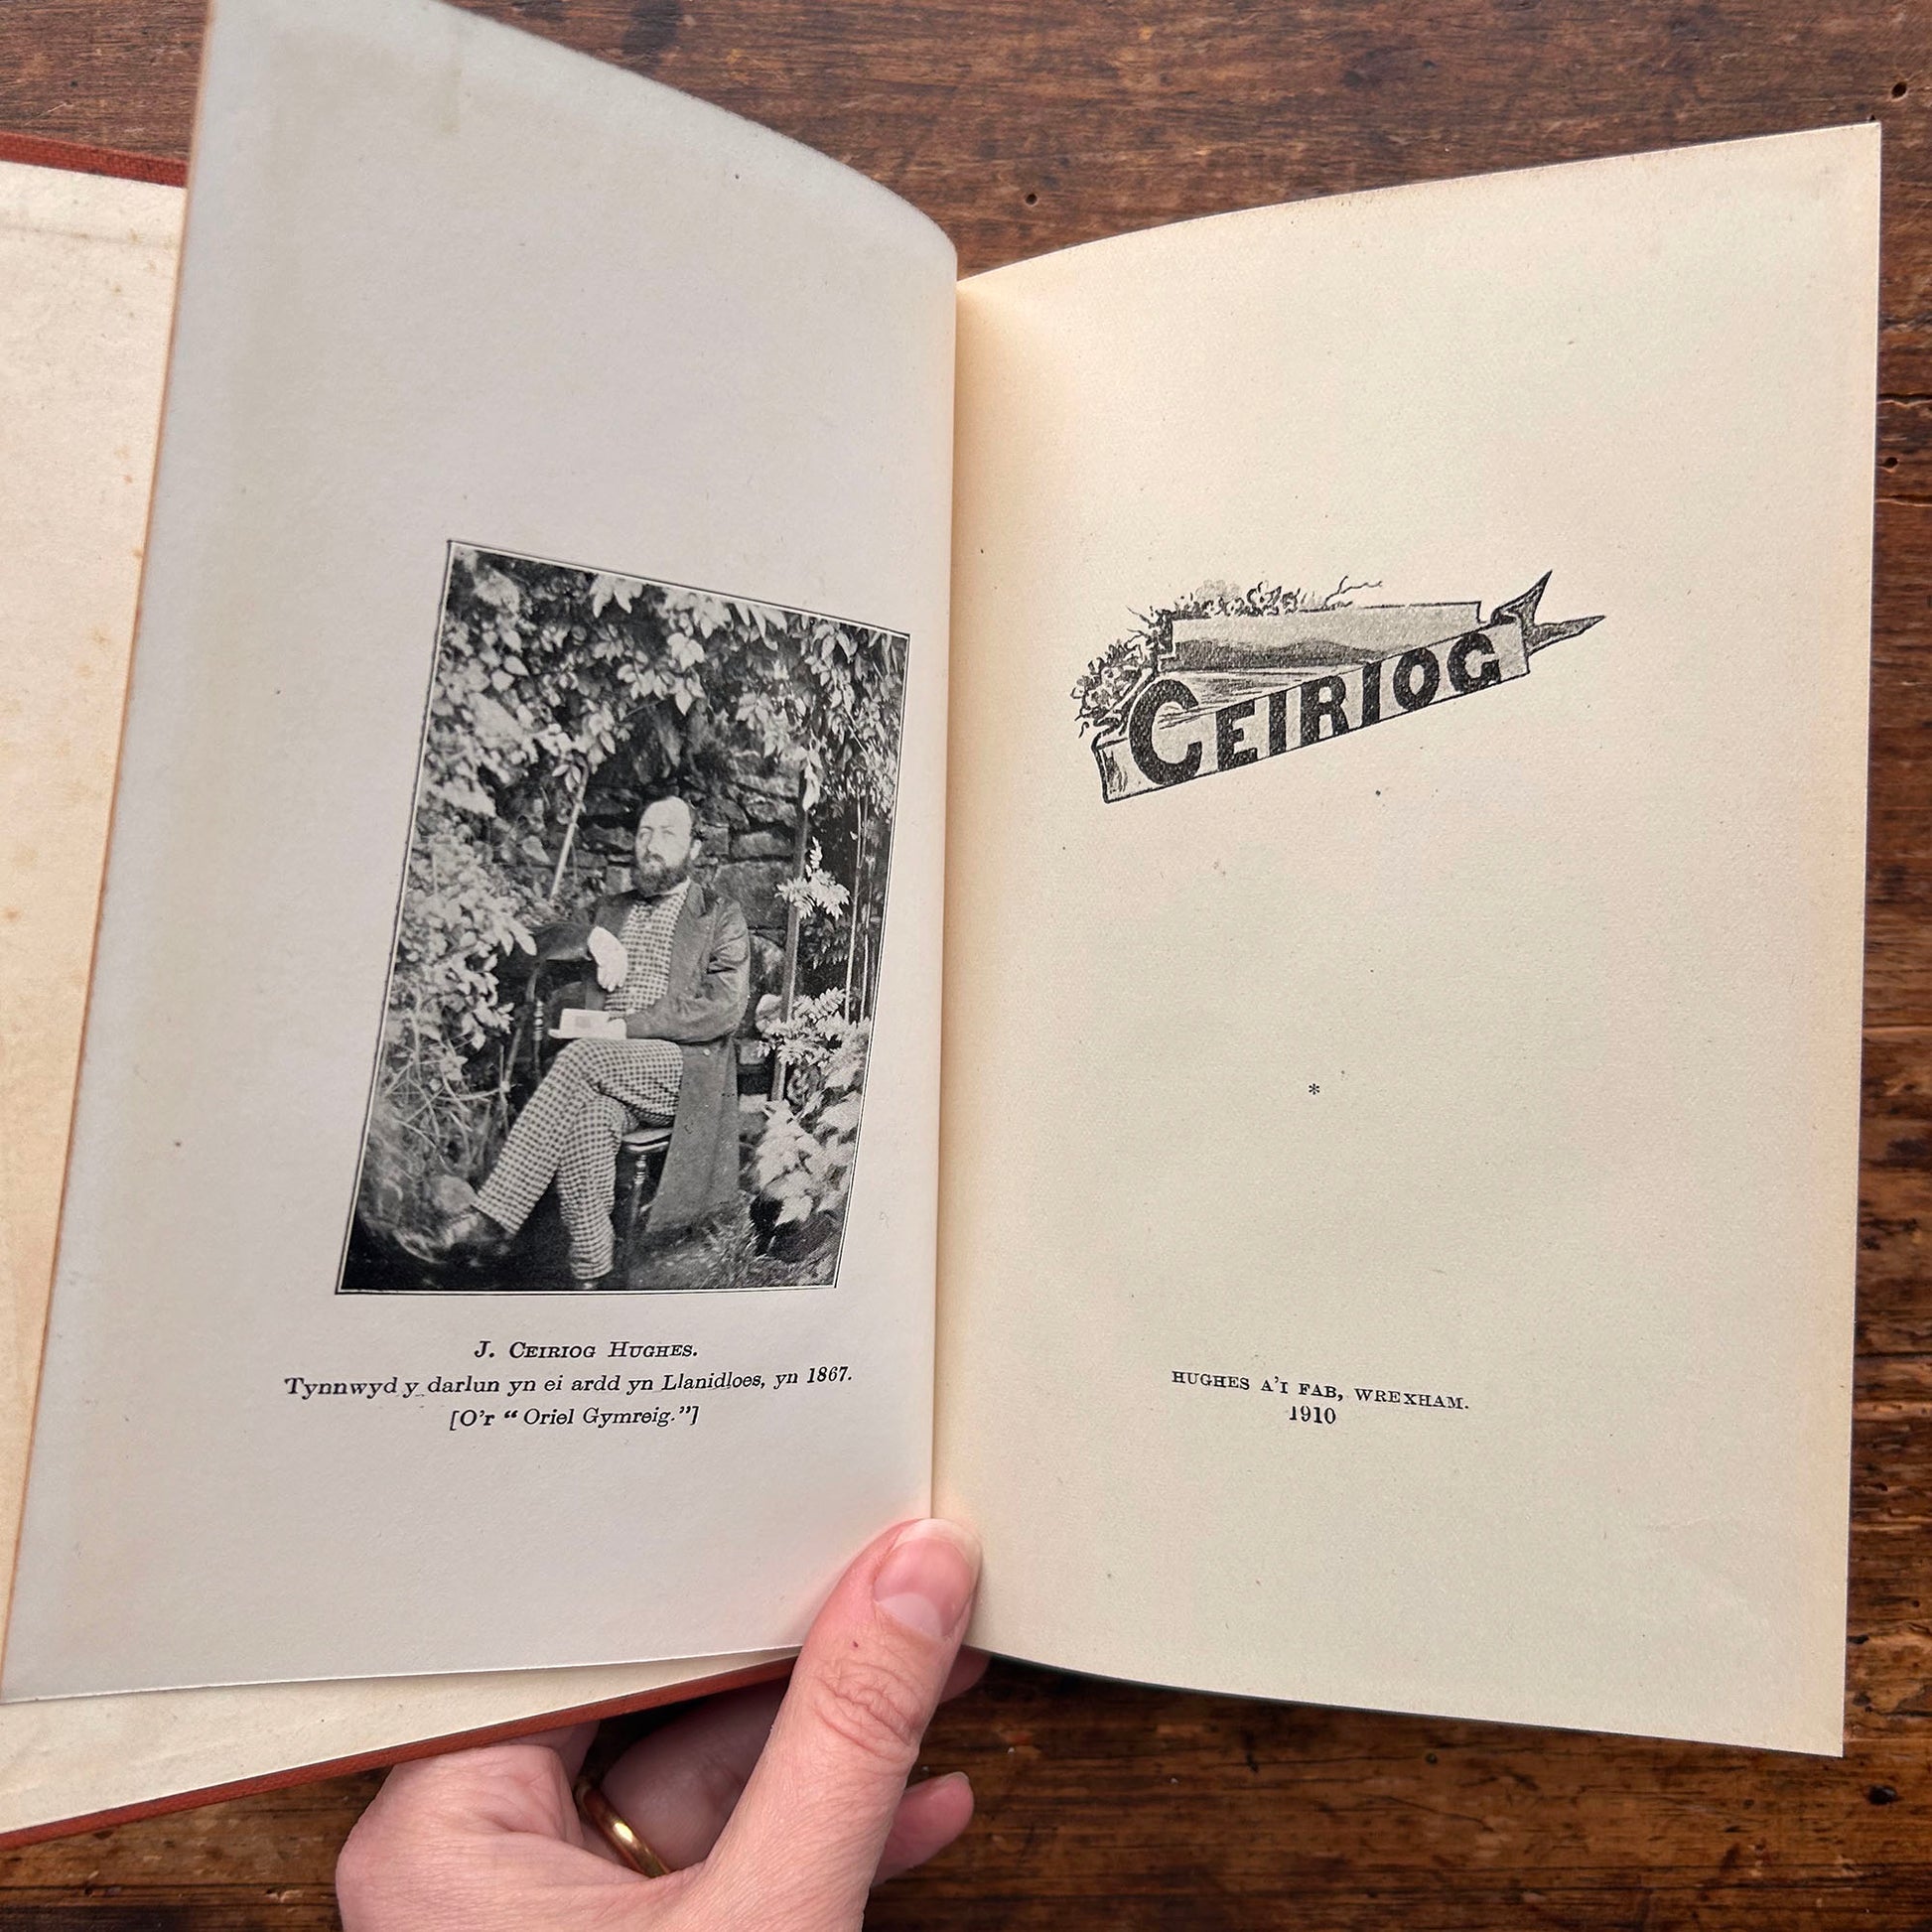 J. CEIRIOG HUGHES.
Tynnwyd y darlun yn ei ardd yn Llanidloes, yn 1867.
[O'r "Oriel Gymreig."]
CEIRIOG
*
HUGHES A'I FAB, WREXHAM.
1910